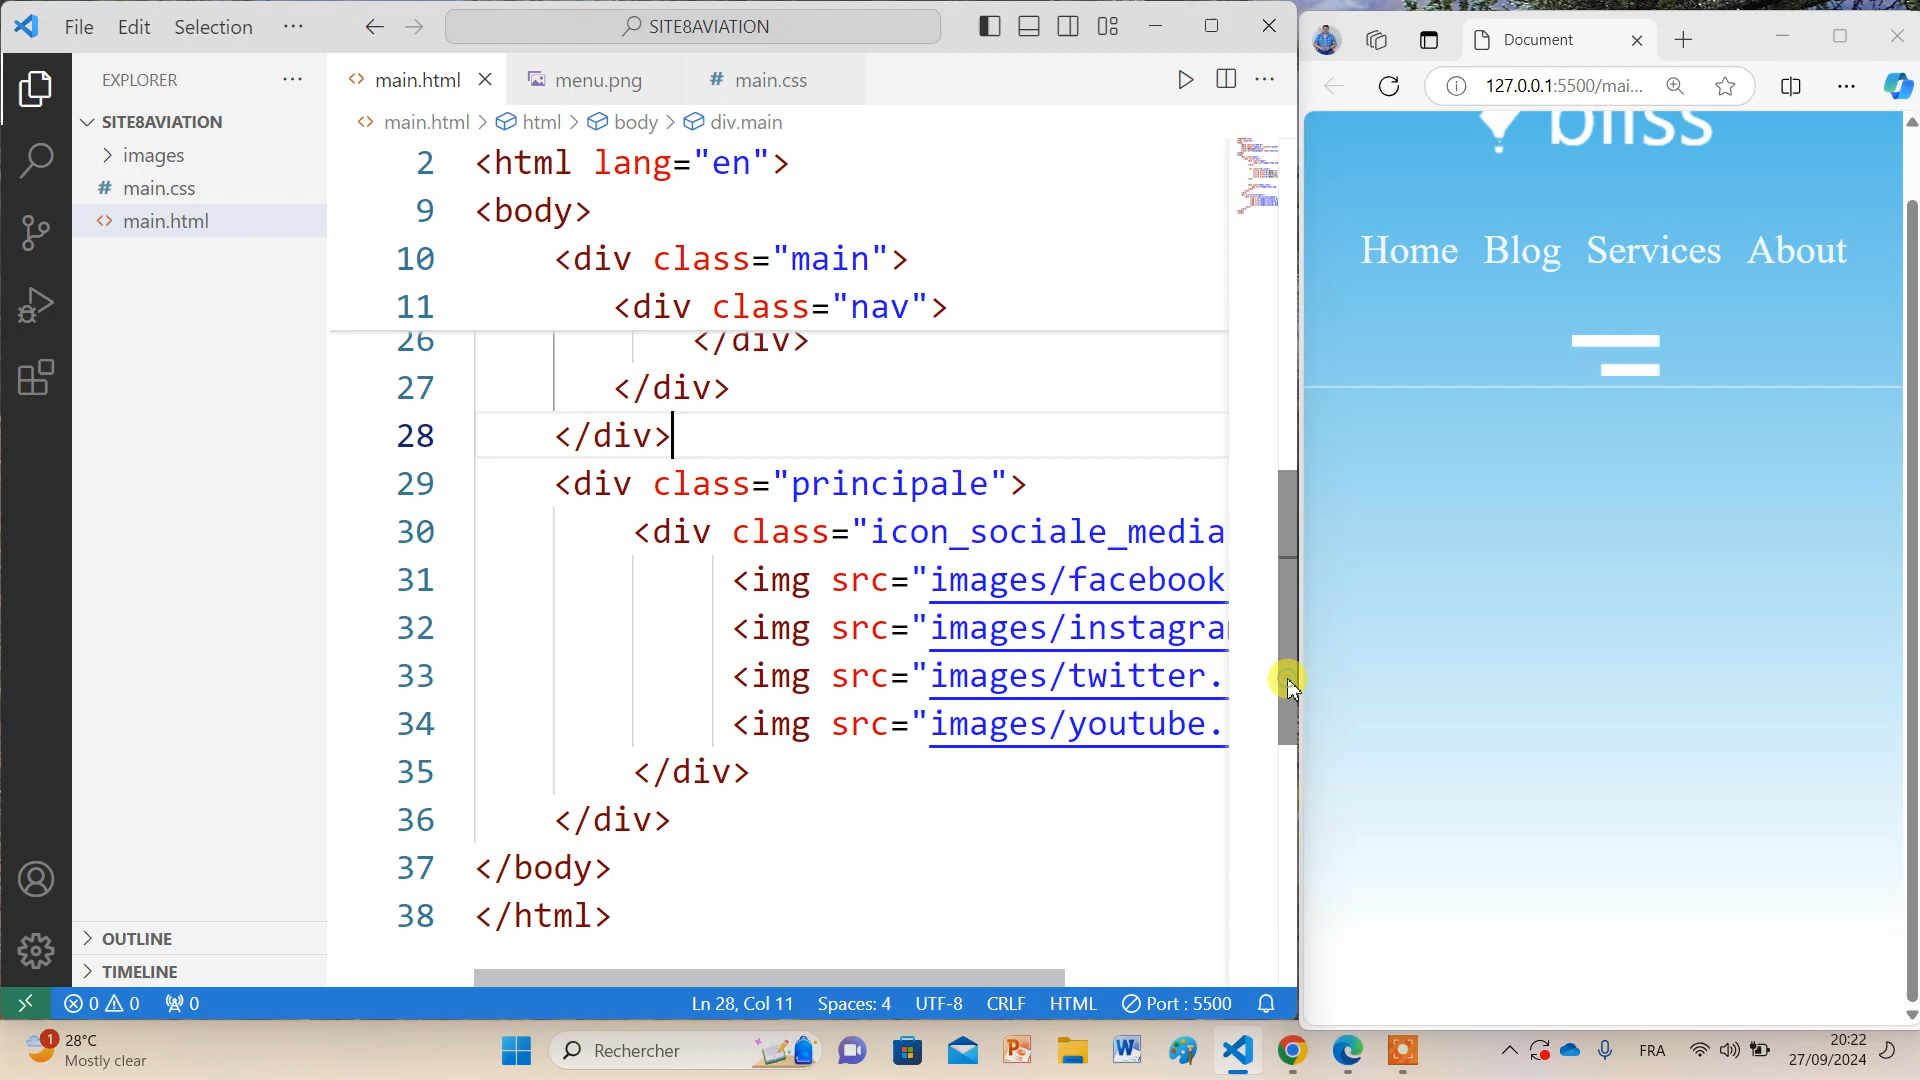 File Edit Selection ...
SITE8AVIATION
EXPLORER ...
SITE8AVIATION
images
# main.css
<> main.html
OUTLINE
TIMELINE
<> main.html
menu.png
# main.css
...
<> main.html > html > body > div.main
2 <html lang="en">
9 <body>
10 <div class="main">
11 <div class="nav">
26 </div>
27 </div>
28 </div>
29 <div class="principale">
30 <div class="icon_sociale_media
31 <img src="images/facebook
32 <img src="images/instagra
33 <img src="images/twitter.
34 <img src="images/youtube.
35 </div>
36 </div>
37 </body>
38 </html>
0 0 0
Ln 28, Col 11 Spaces: 4 UTF-8 CRLF HTML Port : 5500
Document
127.0.0.1:5500/mai...
bliss
Home Blog Services About
1
28°C
Mostly clear
Rechercher
FRA
20:22
27/09/2024